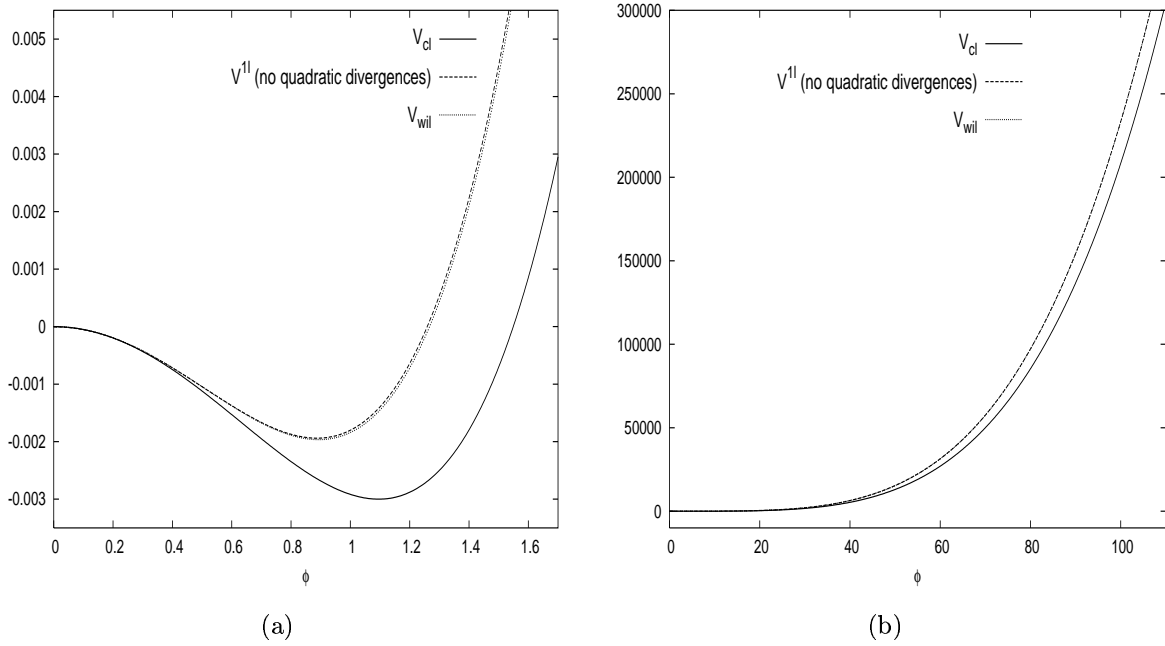 V_cl
V^1l (no quadratic divergences)
V_wil
0.005
0.004
0.003
0.002
0.001
0
-0.001
-0.002
-0.003
0 0.2 0.4 0.6 0.8 1 1.2 1.4 1.6
ϕ
(a)
V_cl
V^1l (no quadratic divergences)
V_wil
300000
250000
200000
150000
100000
50000
0
0 20 40 60 80 100
ϕ
(b)